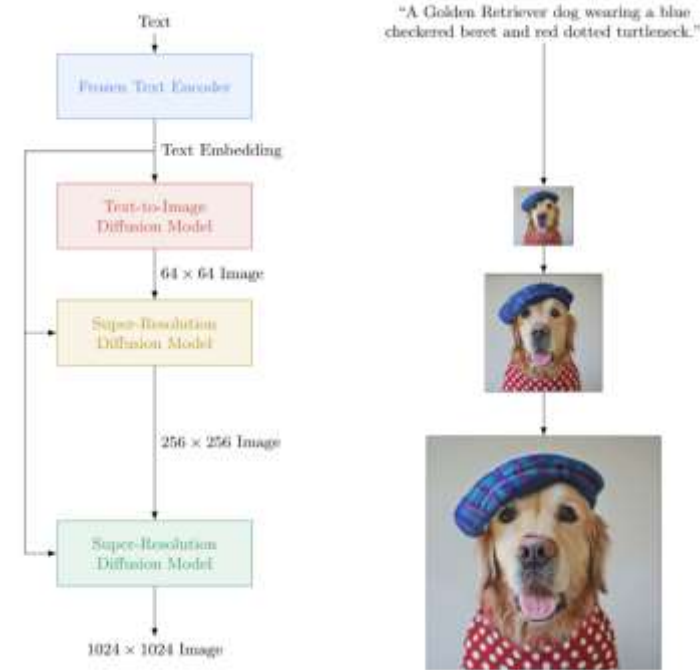 Text
Frozen Text Encoder
Text Embedding
Text-to-Image
Diffusion Model
64 × 64 Image
Super-Resolution
Diffusion Model
256 × 256 Image
Super-Resolution
Diffusion Model
1024 × 1024 Image
“A Golden Retriever dog wearing a blue
checkered beret and red dotted turtleneck.”